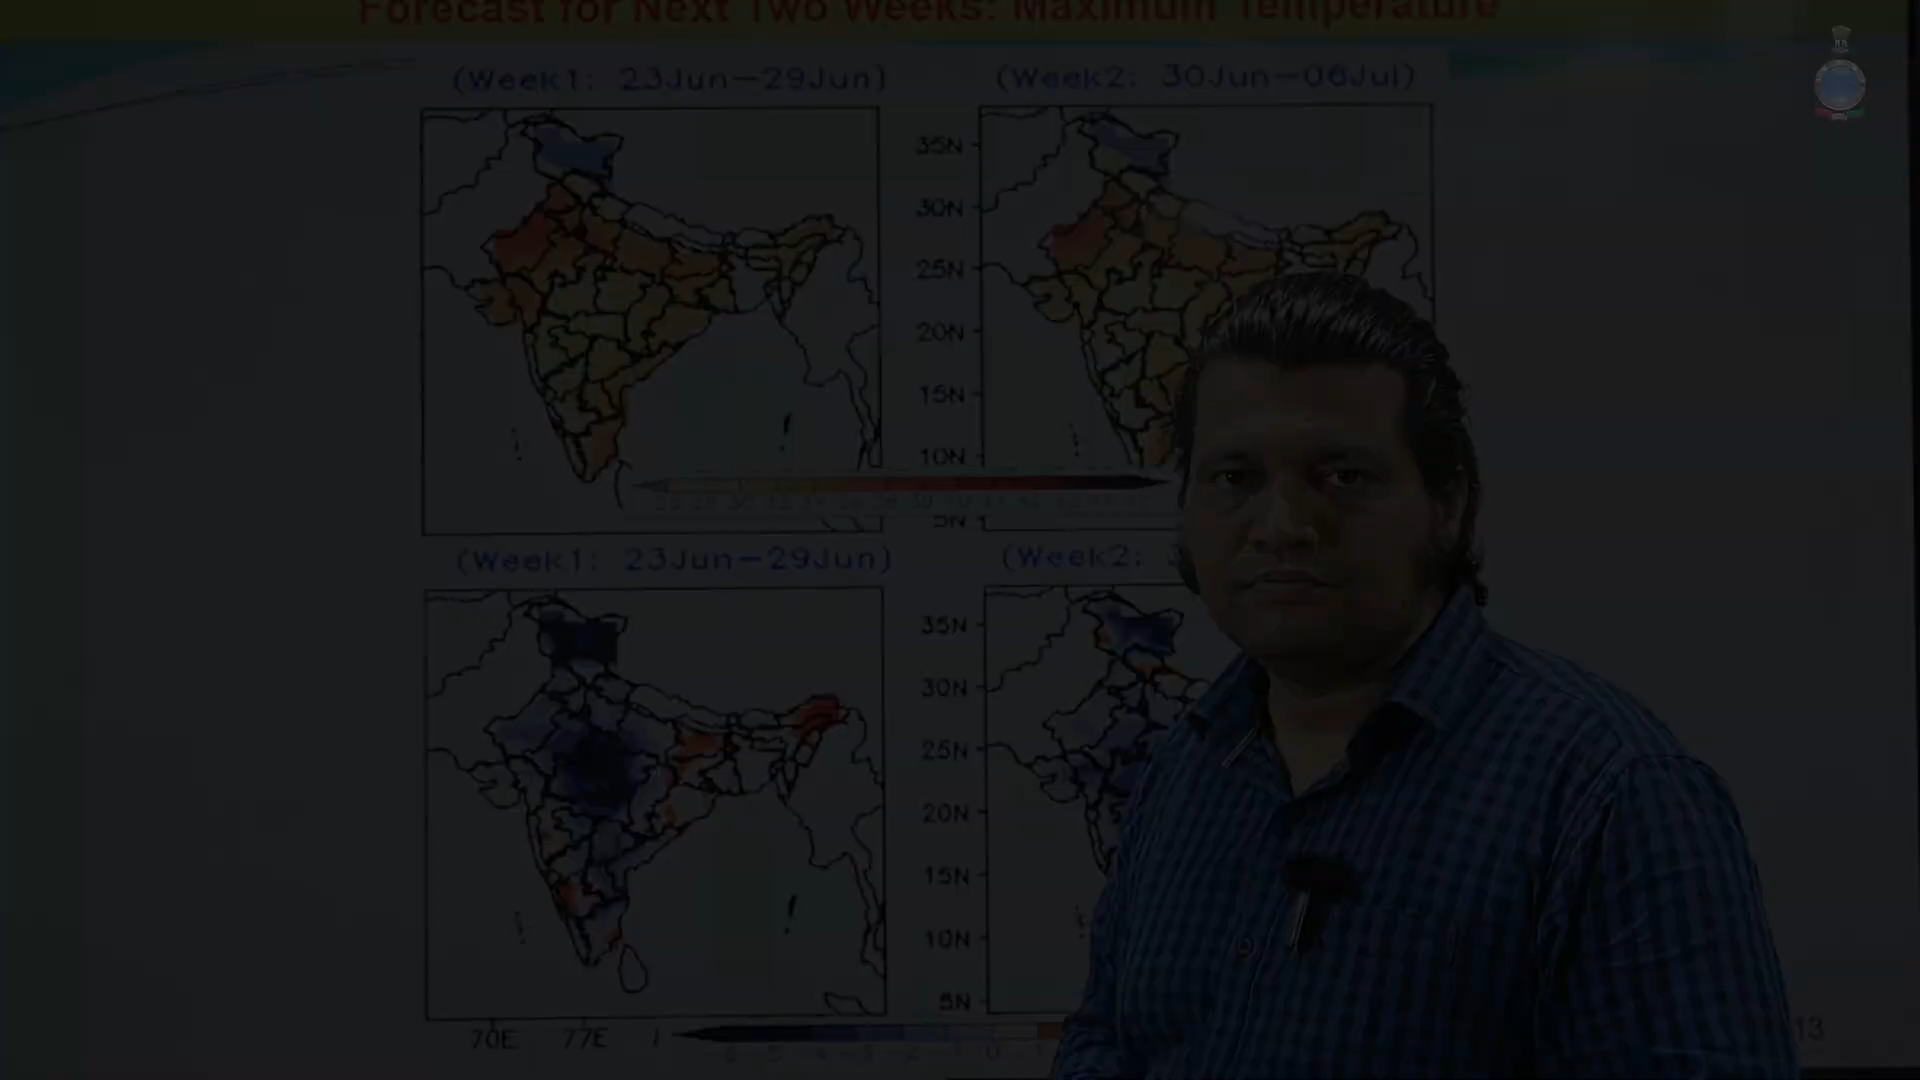 Forecast for Next Two Weeks: Maximum Temperature
(Week1: 23Jun−29Jun)
(Week2: 30Jun−06Jul)
35N
30N
25N
20N
15N
10N
5N
(Week1: 23Jun−29Jun)
(Week2:
35N
30N
25N
20N
15N
10N
5N
70E
77E
13